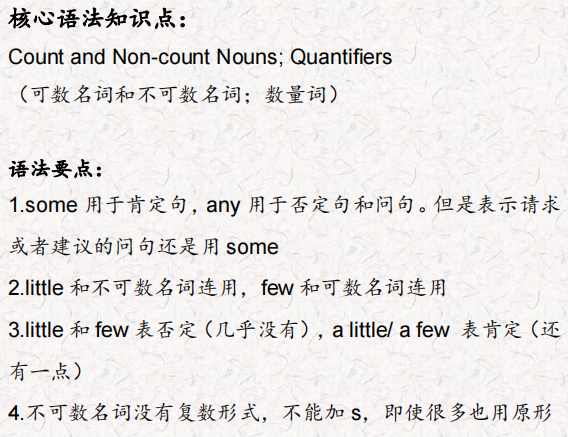 核心语法知识点：
Count and Non-count Nouns; Quantifiers
（可数名词和不可数名词；数量词）
语法要点：
1.some 用于肯定句，any 用于否定句和问句。但是表示请求
或者建议的问句还是用 some
2.little 和不可数名词连用，few 和可数名词连用
3.little 和 few 表否定（几乎没有），a little/ a few 表肯定（还
有一点）
4.不可数名词没有复数形式，不能加 s，即使很多也用原形